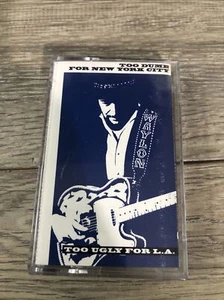 TOO DUMB
FOR NEW YORK CITY
WAYLON
TOO UGLY FOR L.A.